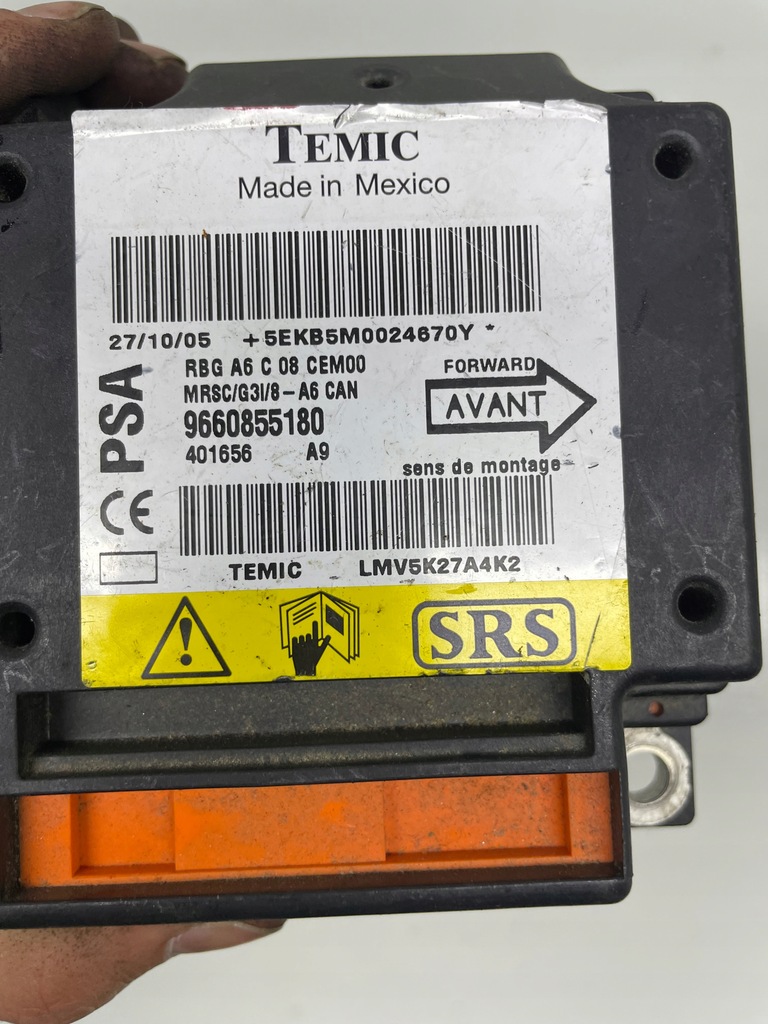 TEMIC
Made in Mexico
27/10/05 +5EKB5M0024670Y *
RBG A6 C 08 CEM00
MRSC/G3I/8-A6 CAN
9660855180
401656 A9
PSA
CE
FORWARD
AVANT
sens de montage
TEMIC LMV5K27A4K2
SRS